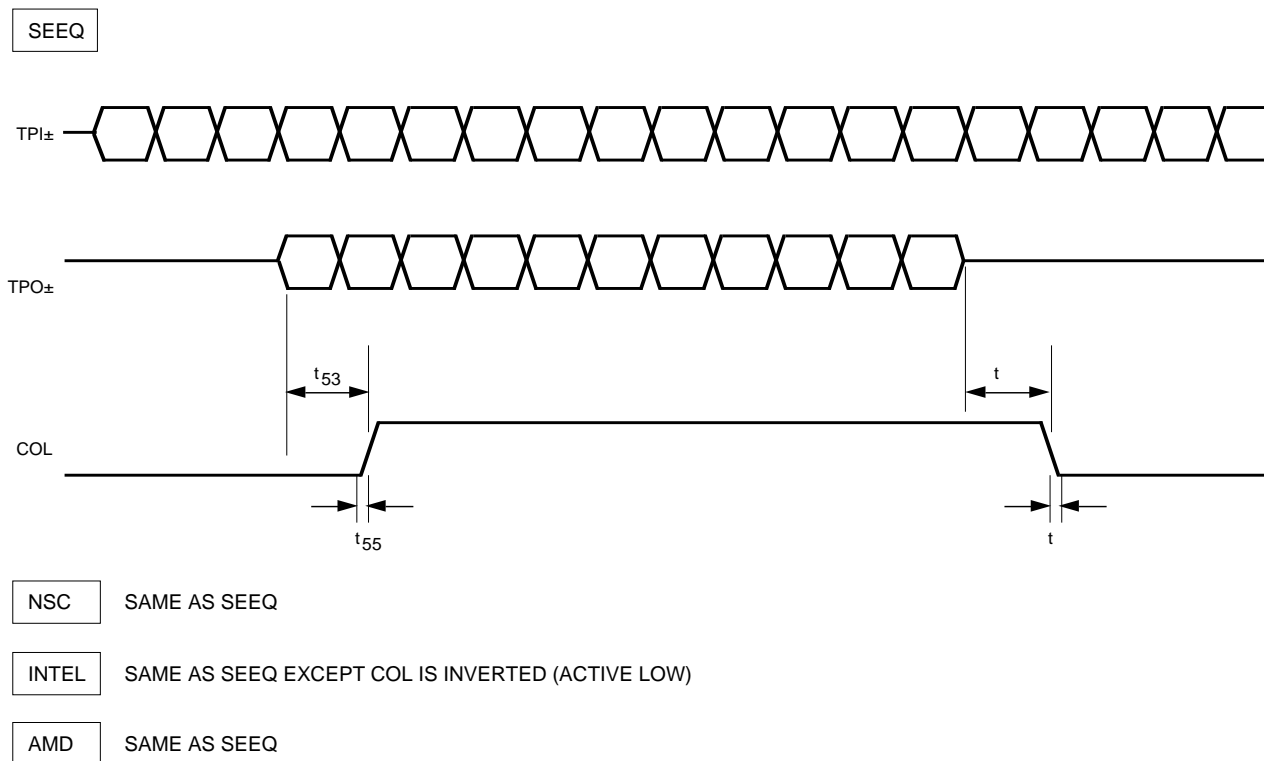 SEEQ
TPI±
TPO±
t53
t
COL
t55
t
NSC SAME AS SEEQ
INTEL SAME AS SEEQ EXCEPT COL IS INVERTED (ACTIVE LOW)
AMD SAME AS SEEQ